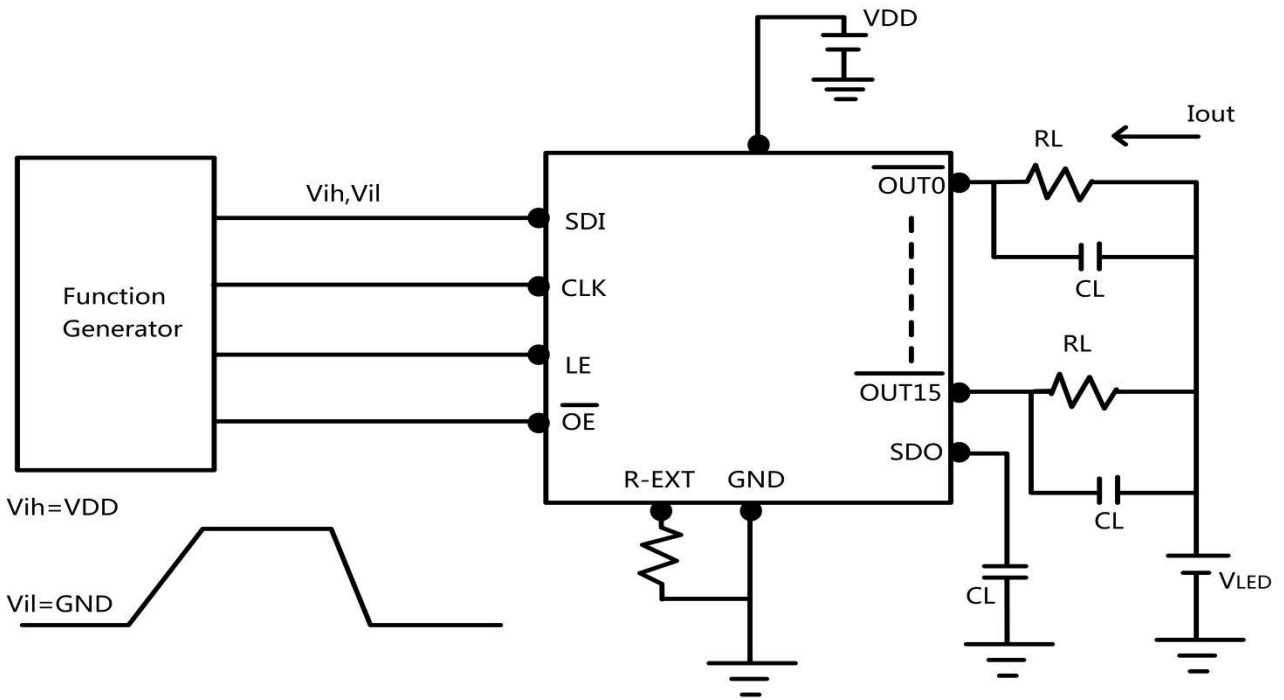 VDD
Iout
RL
Vih,Vil
OUT0
SDI
CL
CLK
Function
Generator
RL
LE
OUT15
OE
SDO
R-EXT GND
Vih=VDD
CL
VLED
CL
Vil=GND